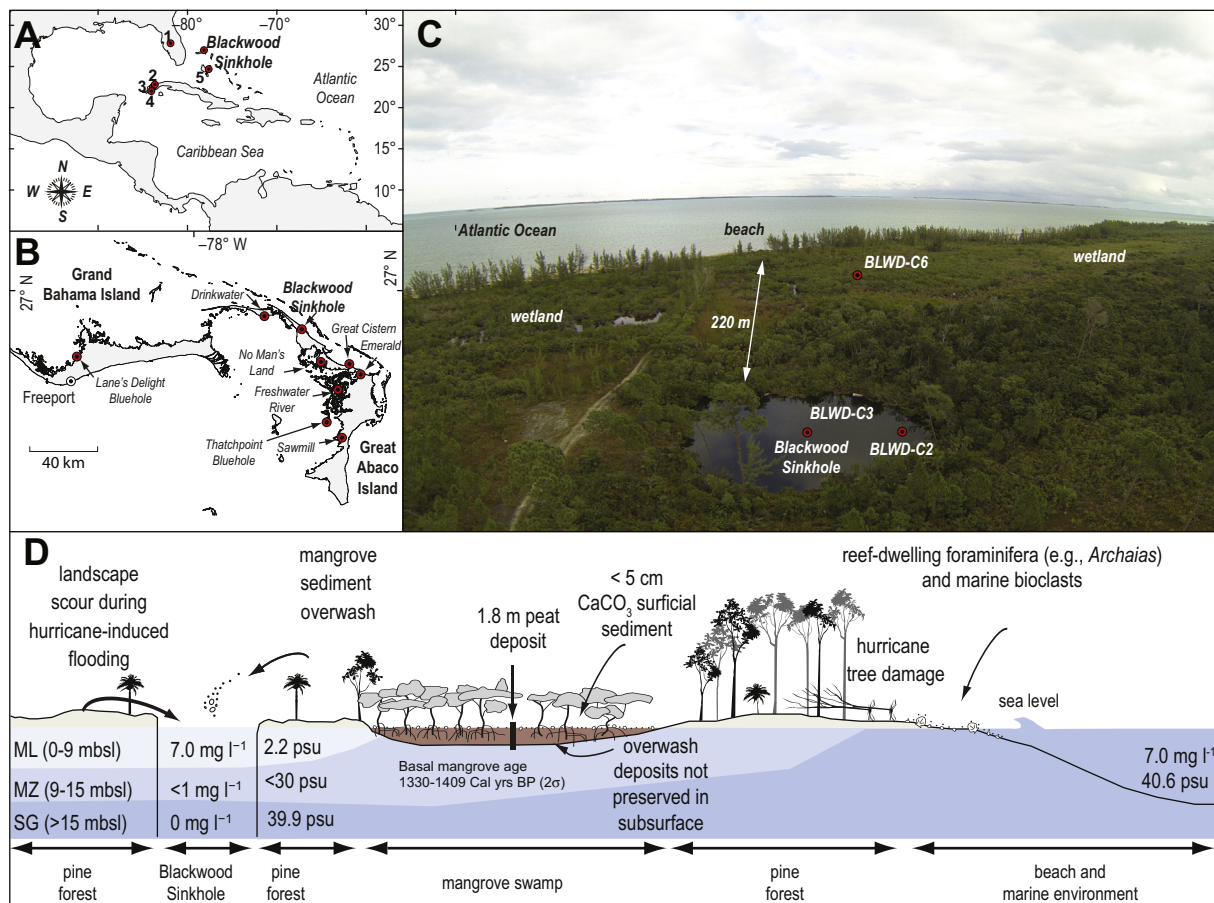 A
−80°
−70°
30°
25°
20°
15°
10°
1
Blackwood
Sinkhole
5
2
3
4
Atlantic
Ocean
Caribbean Sea
N
W
E
S
B
−78° W
27° N
27° N
Grand
Bahama Island
Drinkwater
Blackwood
Sinkhole
Great Cistern
Emerald
No Man's
Land
Lane's Delight
Bluehole
Freeport
Freshwater
River
Thatchpoint
Bluehole
Sawmill
Great
Abaco
Island
40 km
C
Atlantic Ocean
beach
BLWD-C6
wetland
wetland
220 m
BLWD-C3
Blackwood
Sinkhole
BLWD-C2
D
landscape
scour during
hurricane-induced
flooding
mangrove
sediment
overwash
1.8 m peat
deposit
< 5 cm
CaCO3 surficial
sediment
reef-dwelling foraminifera (e.g., Archaias)
and marine bioclasts
hurricane
tree damage
sea level
ML (0-9 mbsl)
7.0 mg l−1
2.2 psu
MZ (9-15 mbsl)
<1 mg l−1
<30 psu
SG (>15 mbsl)
0 mg l−1
39.9 psu
Basal mangrove age
1330-1409 Cal yrs BP (2σ)
overwash
deposits not
preserved in
subsurface
7.0 mg l-1
40.6 psu
pine
forest
Blackwood
Sinkhole
pine
forest
mangrove swamp
pine
forest
beach and
marine environment